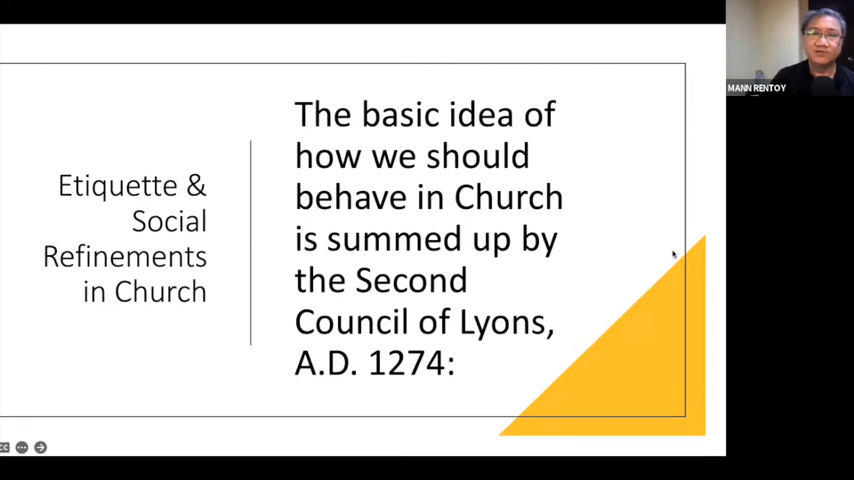 Etiquette &
Social
Refinements
in Church
The basic idea of
how we should
behave in Church
is summed up by
the Second
Council of Lyons,
A.D. 1274:
MANN RENTOY
CC